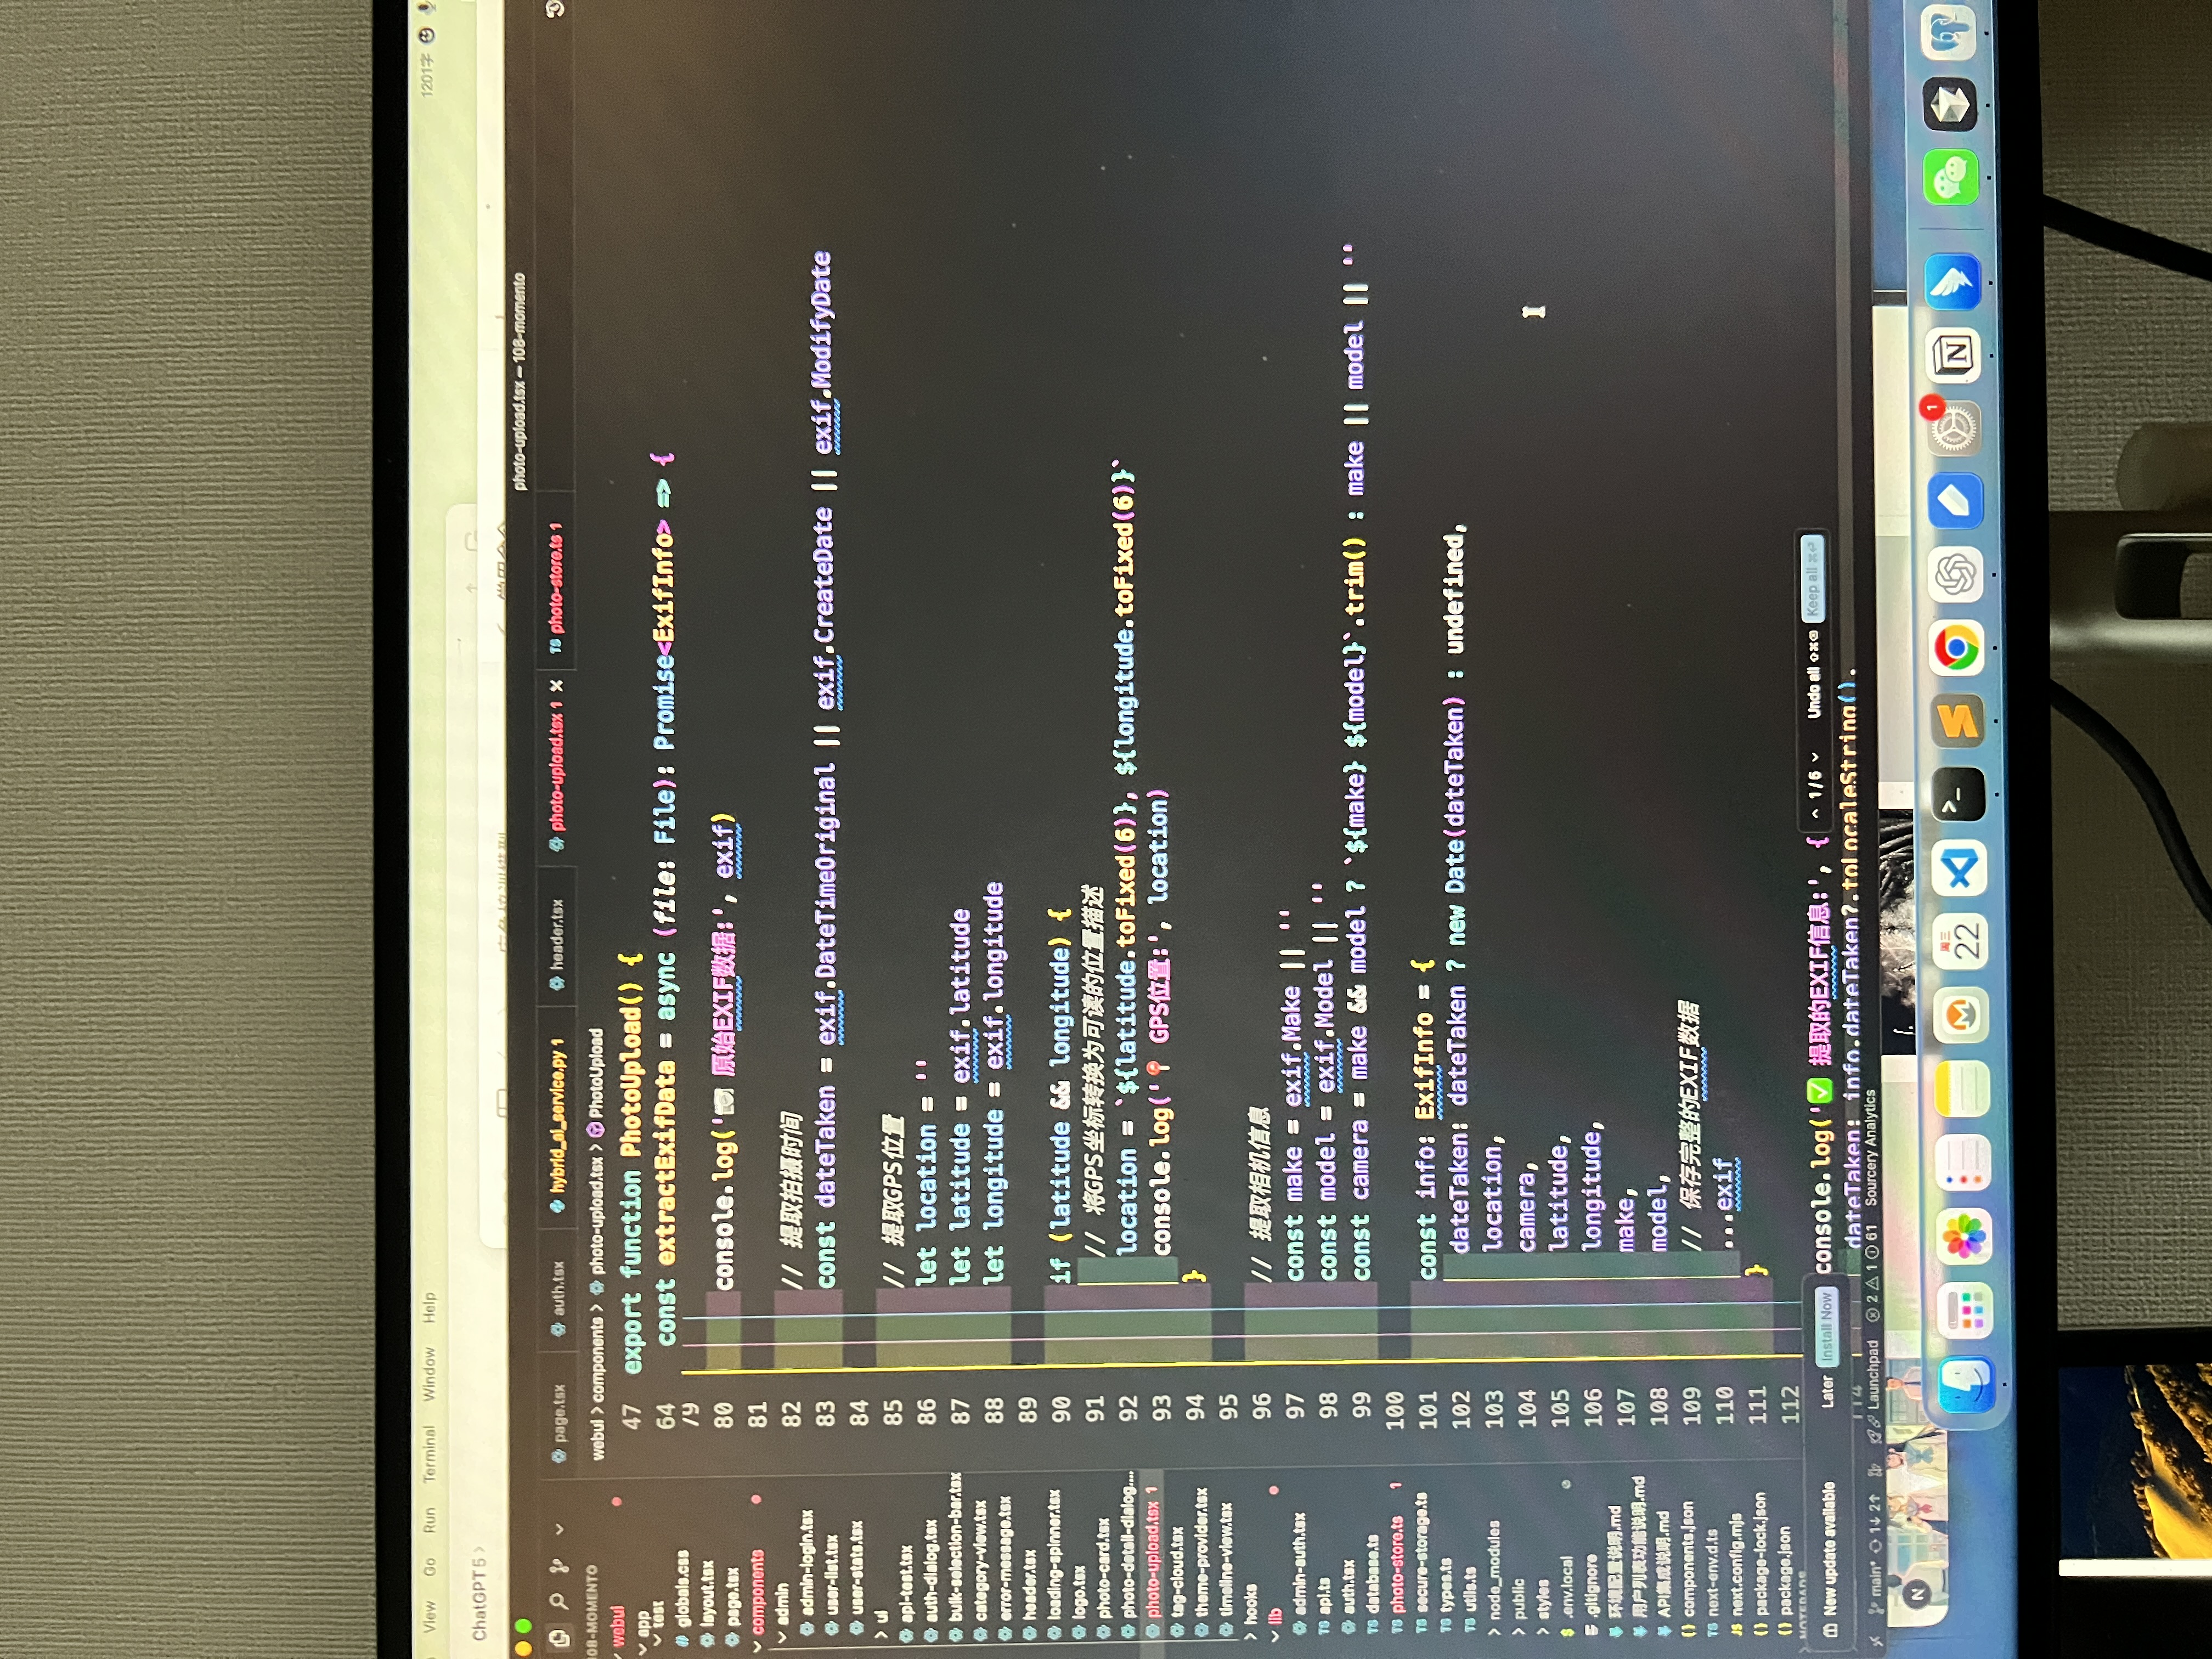 View Go Run Terminal Window Help 1201字
ChatGPT 5 >
photo-upload.tsx — 108-momento
page.tsx auth.tsx hybrid_ai_service.py 1 header.tsx photo-upload.tsx 1 TS photo-store.ts 1
webui > components > photo-upload.tsx > PhotoUpload
08-MOMENTO
webui
app
test
globals.css
layout.tsx
page.tsx
components
admin
admin-login.tsx
user-list.tsx
user-stats.tsx
ui
api-test.tsx
auth-dialog.tsx
bulk-selection-bar.tsx
category-view.tsx
error-message.tsx
header.tsx
loading-spinner.tsx
logo.tsx
photo-card.tsx
photo-detail-dialog....
photo-upload.tsx 1
tag-cloud.tsx
theme-provider.tsx
timeline-view.tsx
hooks
lib
admin-auth.tsx
TS api.ts
auth.tsx
TS database.ts
TS photo-store.ts 1
TS secure-storage.ts
TS types.ts
TS utils.ts
node_modules
public
styles
$ .env.local
.gitignore
环境配置说明.md
用户列表功能说明.md
API集成说明.md
{} components.json
TS next-env.d.ts
JS next.config.mjs
{} package-lock.json
{} package.json
NOTEPADS
47 export function PhotoUpload() {
64 const extractExifData = async (file: File): Promise<ExifInfo> => {
79
80 console.log('📷 原始EXIF数据:', exif)
81
82 // 提取拍摄时间
83 const dateTaken = exif.DateTimeOriginal || exif.CreateDate || exif.ModifyDate
84
85 // 提取GPS位置
86 let location = ''
87 let latitude = exif.latitude
88 let longitude = exif.longitude
89
90 if (latitude && longitude) {
91 // 将GPS坐标转换为可读的位置描述
92 location = `${latitude.toFixed(6)}, ${longitude.toFixed(6)}`
93 console.log('📍 GPS位置:', location)
94 }
95
96 // 提取相机信息
97 const make = exif.Make || ''
98 const model = exif.Model || ''
99 const camera = make && model ? `${make} ${model}`.trim() : make || model || ''
100
101 const info: ExifInfo = {
102 dateTaken: dateTaken ? new Date(dateTaken) : undefined,
103 location,
104 camera,
105 latitude,
106 longitude,
107 make,
108 model,
109 // 保存完整的EXIF数据
110 ...exif
111 }
112
console.log('✅ 提取的EXIF信息:', {
114 dateTaken: info.dateTaken?.toLocaleString(),
1/6 Undo all Keep all
New update available Later Install Now
main* 1↓ 2↑ Launchpad 2 1 61 Sourcery Analytics
N
周三
22
1